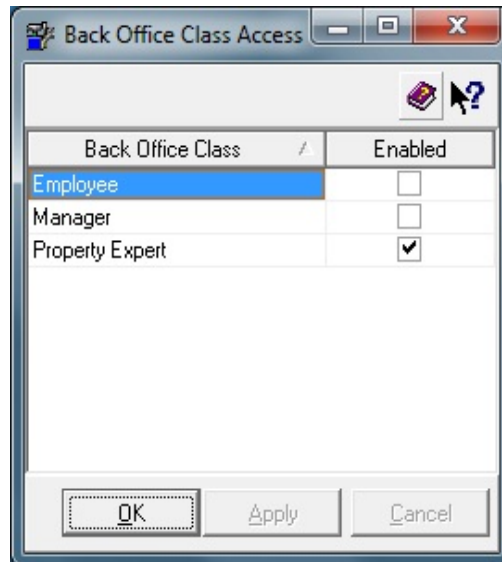 Back Office Class Access
Back Office Class Enabled
Employee
Manager
Property Expert
OK Apply Cancel